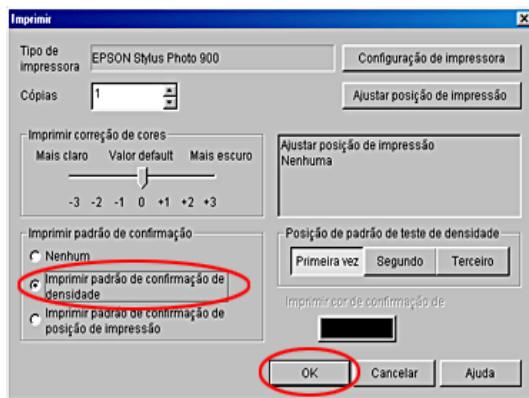 Imprimir
Tipo de impressora
EPSON Stylus Photo 900
Configuração de impressora
Cópias
1
Ajustar posição de impressão
Imprimir correção de cores
Mais claro Valor default Mais escuro
-3 -2 -1 0 +1 +2 +3
Ajustar posição de impressão
Nenhuma
Imprimir padrão de confirmação
Nenhum
Imprimir padrão de confirmação de
densidade
Imprimir padrão de confirmação de
posição de impressão
Posição de padrão de teste de densidade
Primeira vez Segundo Terceiro
Imprimir cor de confirmação de
OK Cancelar Ajuda